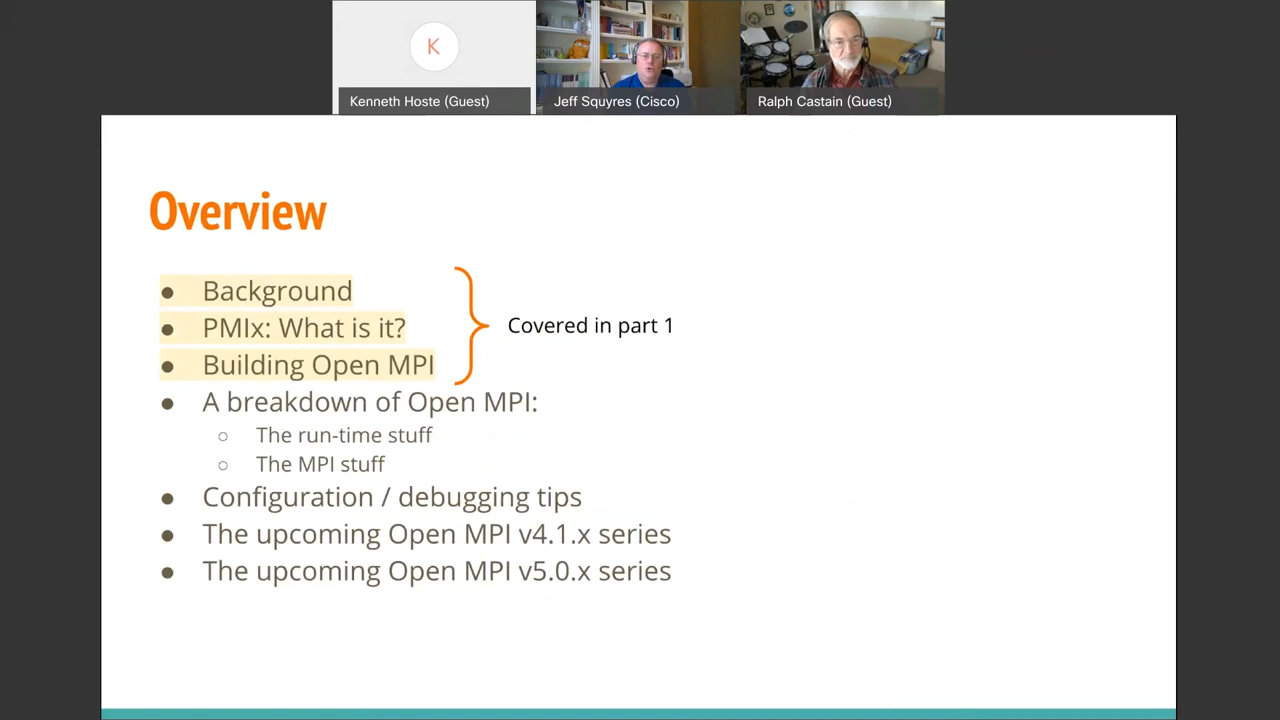 K
Kenneth Hoste (Guest)
Jeff Squyres (Cisco)
Ralph Castain (Guest)
Overview
● Background
● PMIx: What is it?
● Building Open MPI
Covered in part 1
● A breakdown of Open MPI:
○ The run-time stuff
○ The MPI stuff
● Configuration / debugging tips
● The upcoming Open MPI v4.1.x series
● The upcoming Open MPI v5.0.x series